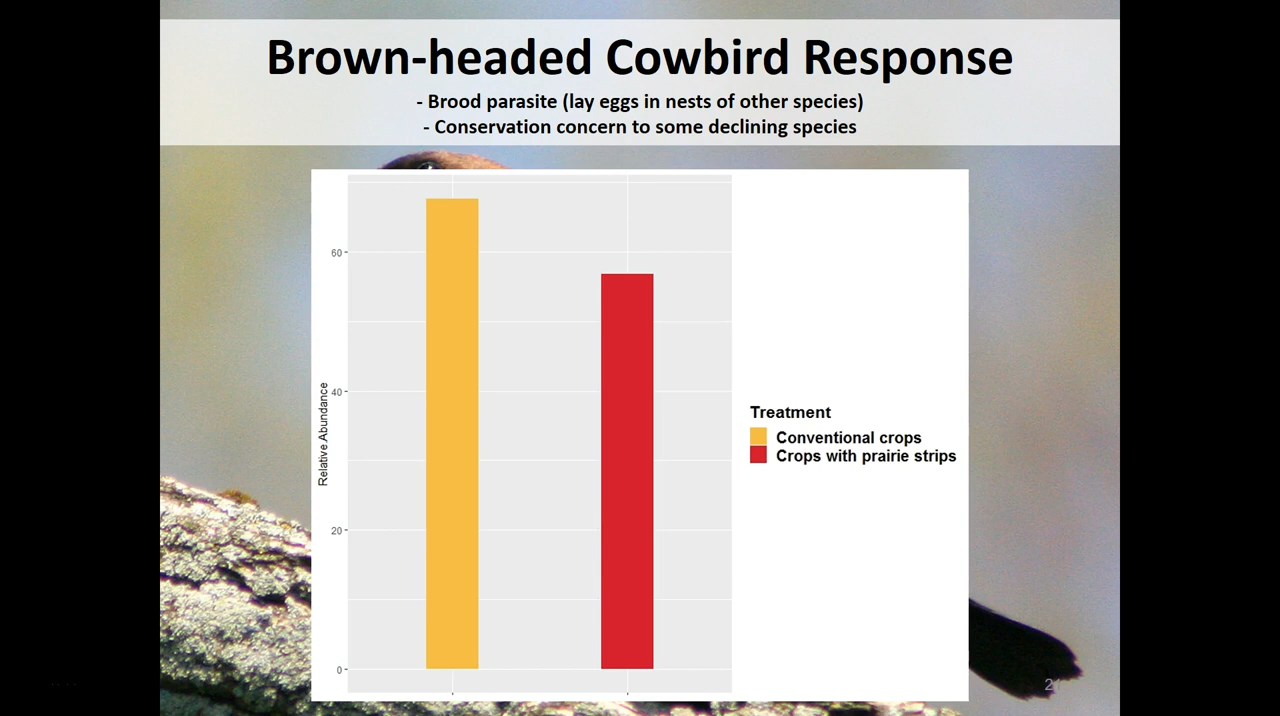 Brown-headed Cowbird Response
- Brood parasite (lay eggs in nests of other species)
- Conservation concern to some declining species
60
40
20
0
Relative Abundance
Treatment
Conventional crops
Crops with prairie strips